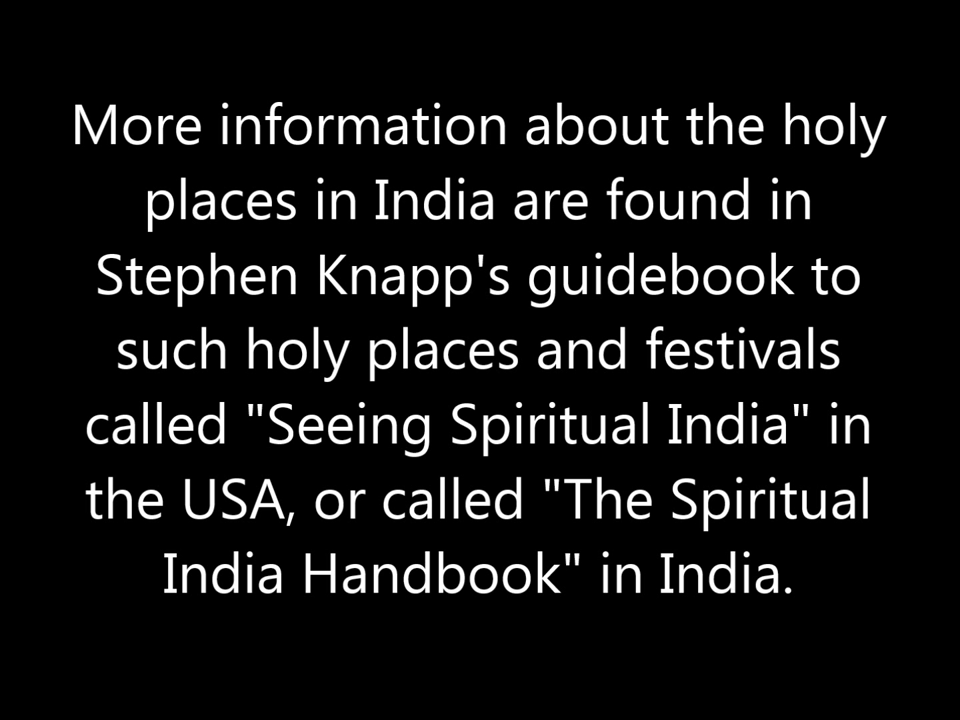 More information about the holy
places in India are found in
Stephen Knapp's guidebook to
such holy places and festivals
called "Seeing Spiritual India" in
the USA, or called "The Spiritual
India Handbook" in India.